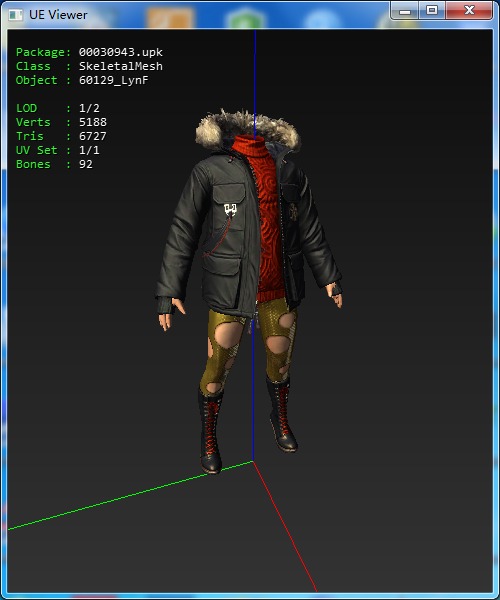 UE Viewer
Package: 00030943.upk
Class : SkeletalMesh
Object : 60129_LynF
LOD : 1/2
Verts : 5188
Tris : 6727
UV Set : 1/1
Bones : 92